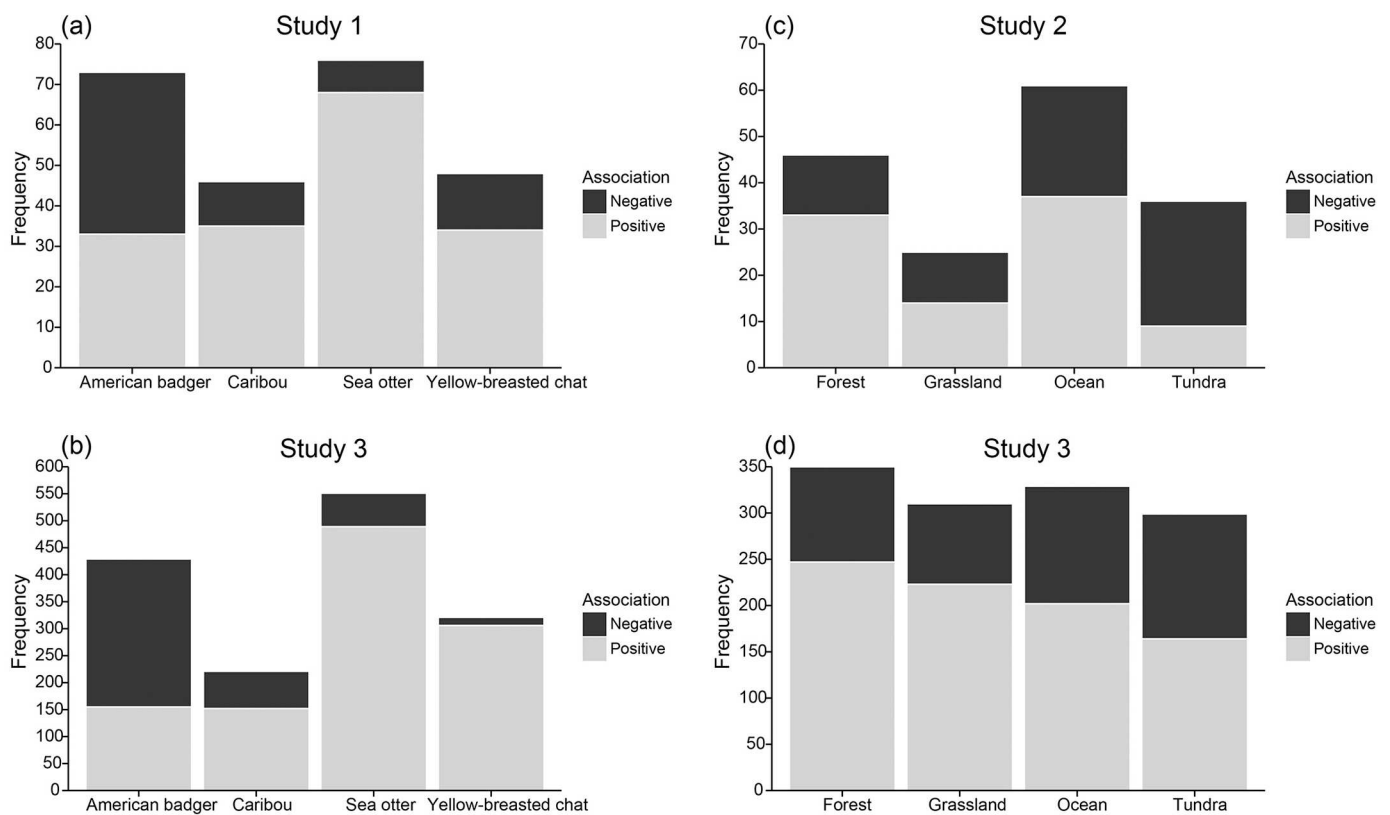 (a)
Study 1
80
70
60
50
40
30
20
10
0
Frequency
American badger Caribou Sea otter Yellow-breasted chat
Association
Negative
Positive
(c)
Study 2
70
60
50
40
30
20
10
0
Frequency
Forest Grassland Ocean Tundra
Association
Negative
Positive
(b)
Study 3
600
550
500
450
400
350
300
250
200
150
100
50
0
Frequency
American badger Caribou Sea otter Yellow-breasted chat
Association
Negative
Positive
(d)
Study 3
350
300
250
200
150
100
50
0
Frequency
Forest Grassland Ocean Tundra
Association
Negative
Positive